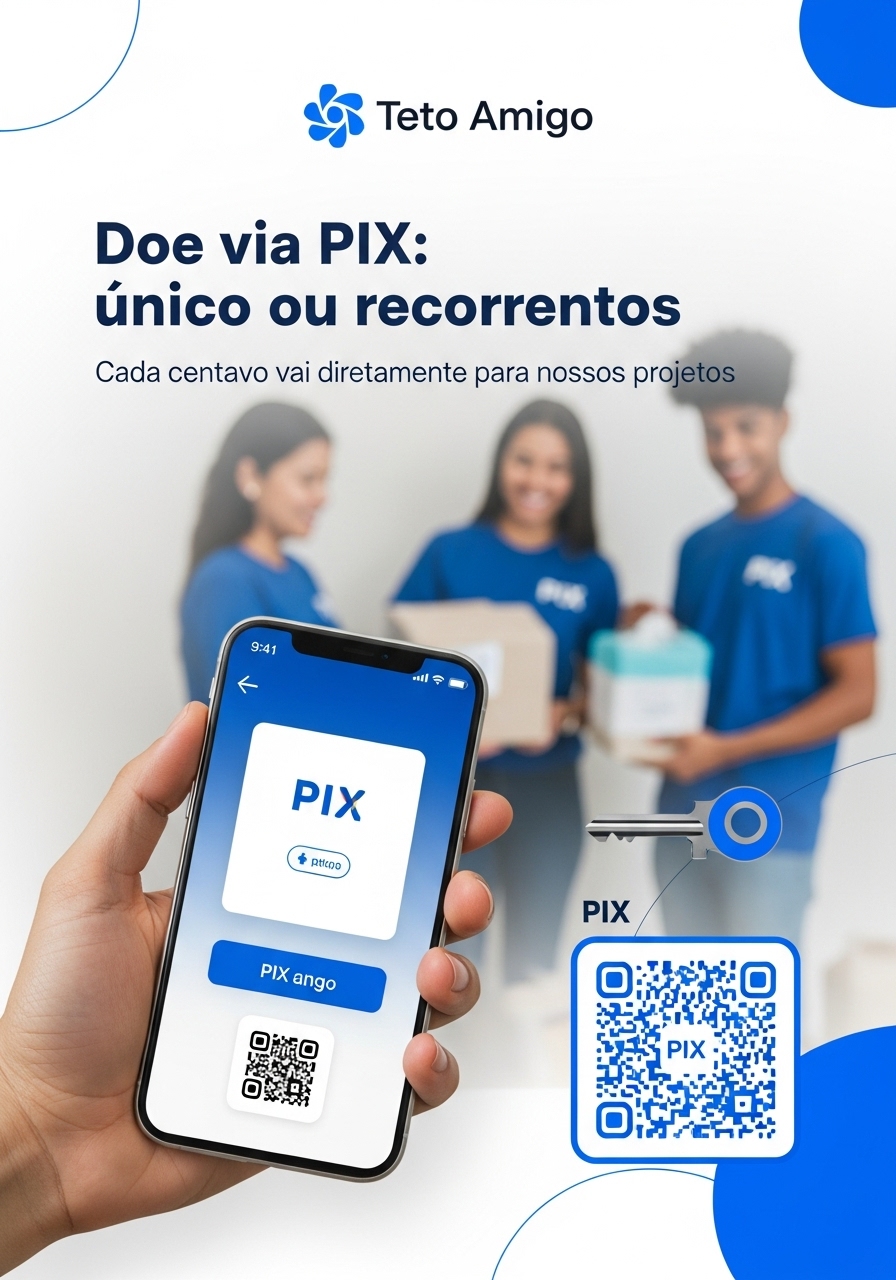 Teto Amigo
Doe via PIX:
único ou recorrentos
Cada centavo vai diretamente para nossos projetos
PIX
PIX
9:41
PIX
PIX ango
PIX
PIX